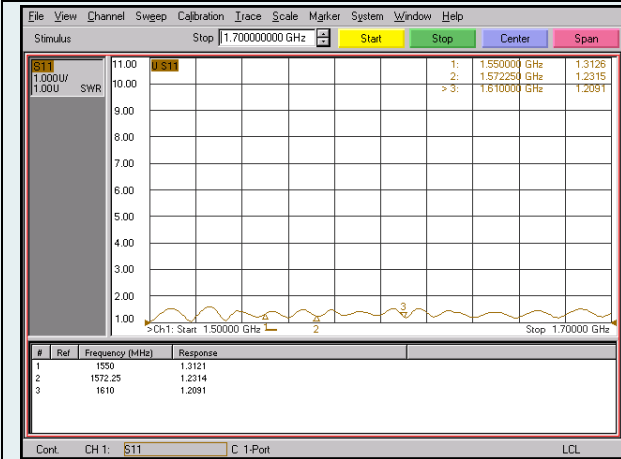 File View Channel Sweep Calibration Trace Scale Marker System Window Help
Stimulus Stop 1.700000000 GHz Start Stop Center Span
S11
1.000U/
1.00U SWR
11.00
10.00
9.00
8.00
7.00
6.00
5.00
4.00
3.00
2.00
1.00
U S11
1: 1.550000 GHz 1.3126
2: 1.572250 GHz 1.2315
> 3: 1.610000 GHz 1.2091
3
1
2
>Ch1: Start 1.50000 GHz
Stop 1.70000 GHz
# Ref Frequency (MHz) Response
1 1550 1.3121
2 1572.25 1.2314
3 1610 1.2091
Cont. CH 1: S11 C 1-Port LCL